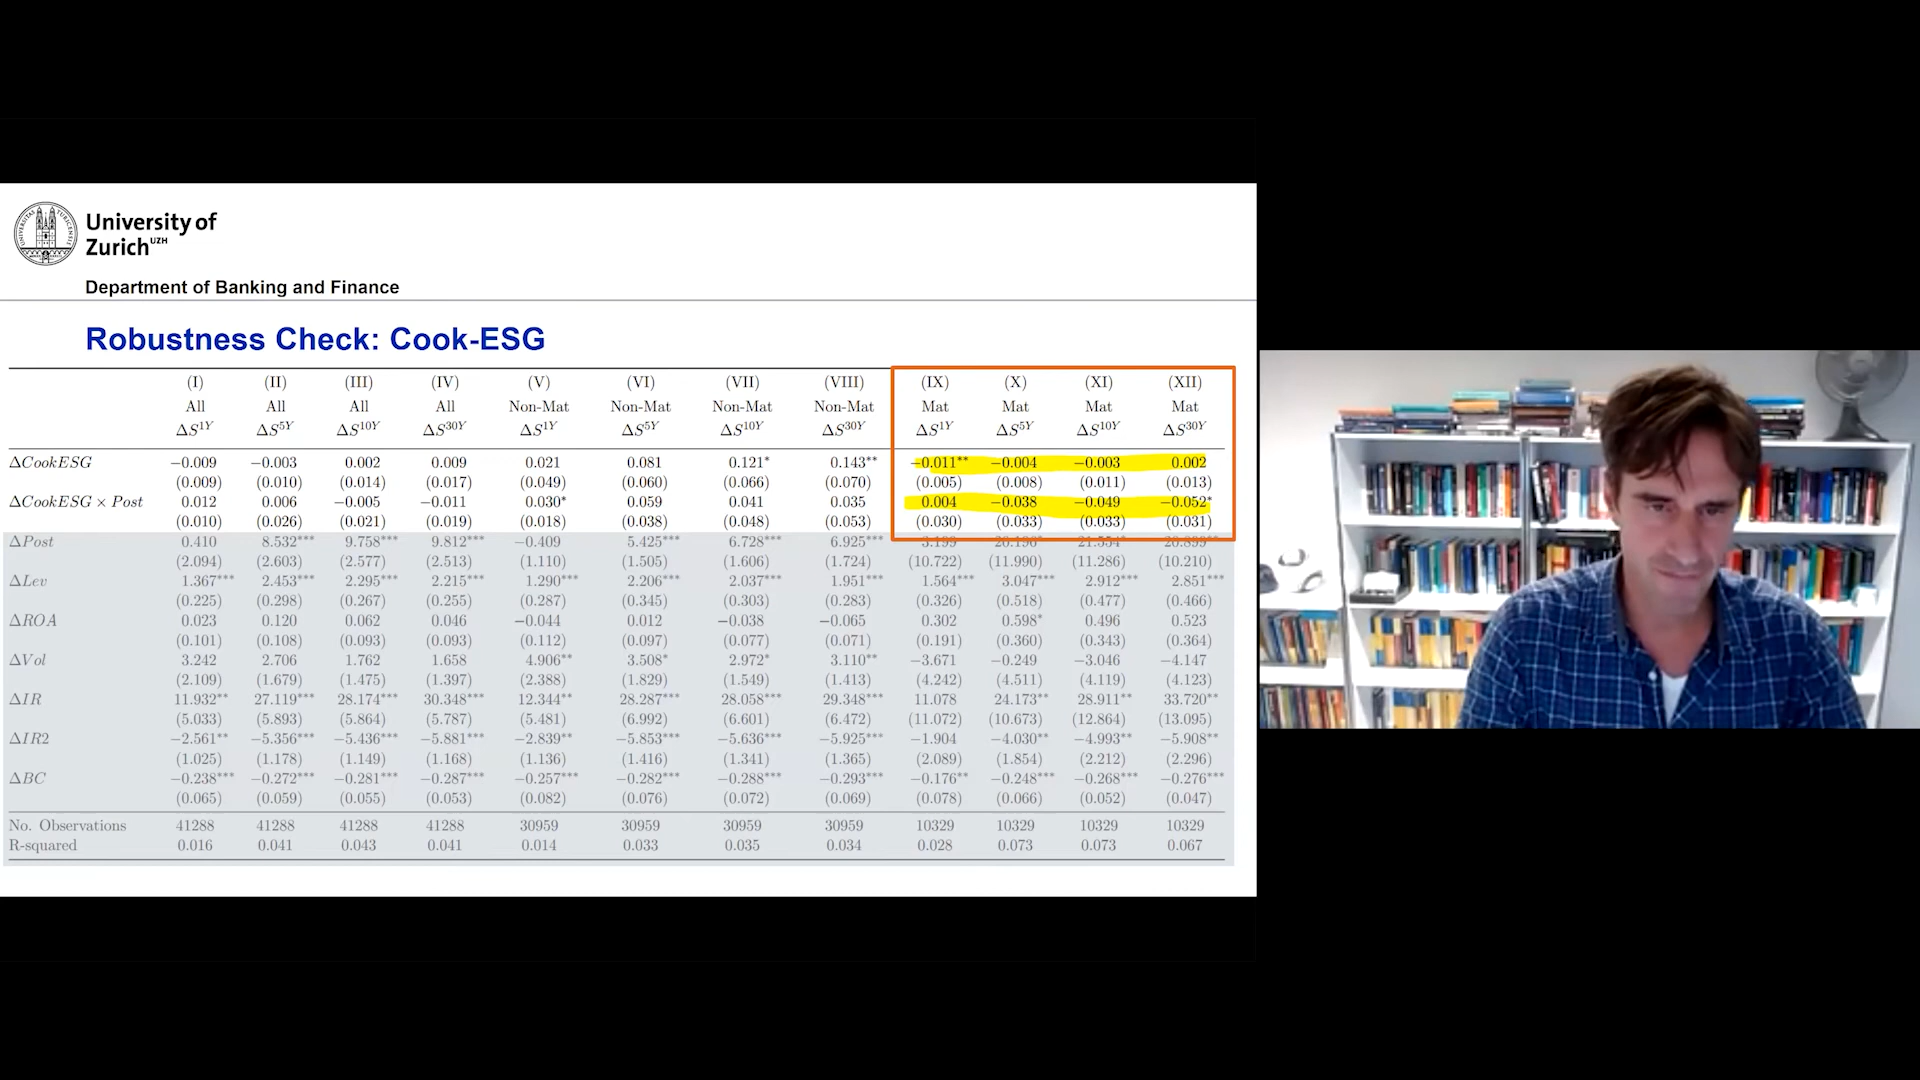 UNIVERSITAS TURICENSIS
University of
Zurich UZH
Department of Banking and Finance
Robustness Check: Cook-ESG
(I) (II) (III) (IV) (V) (VI) (VII) (VIII) (IX) (X) (XI) (XII)
All All All All Non-Mat Non-Mat Non-Mat Non-Mat Mat Mat Mat Mat
ΔS^1Y ΔS^5Y ΔS^10Y ΔS^30Y ΔS^1Y ΔS^5Y ΔS^10Y ΔS^30Y ΔS^1Y ΔS^5Y ΔS^10Y ΔS^30Y
ΔCookESG −0.009 −0.003 0.002 0.009 0.021 0.081 0.121* 0.143** −0.011** −0.004 −0.003 0.002
(0.009) (0.010) (0.014) (0.017) (0.049) (0.060) (0.066) (0.070) (0.005) (0.008) (0.011) (0.013)
ΔCookESG × Post 0.012 0.006 −0.005 −0.011 0.030* 0.059 0.041 0.035 0.004 −0.038 −0.049 −0.052*
(0.010) (0.026) (0.021) (0.019) (0.018) (0.038) (0.048) (0.053) (0.030) (0.033) (0.033) (0.031)
ΔPost 0.410 8.532*** 9.758*** 9.812*** −0.409 5.425*** 6.728*** 6.925***
(2.094) (2.603) (2.577) (2.513) (1.110) (1.505) (1.606) (1.724) (10.722) (11.990) (11.286) (10.210)
ΔLev 1.367*** 2.453*** 2.295*** 2.215*** 1.290*** 2.206*** 2.037*** 1.951*** 1.564*** 3.047*** 2.912*** 2.851***
(0.225) (0.298) (0.267) (0.255) (0.287) (0.345) (0.303) (0.283) (0.326) (0.518) (0.477) (0.466)
ΔROA 0.023 0.120 0.062 0.046 −0.044 0.012 −0.038 −0.065 0.302 0.598* 0.496 0.523
(0.101) (0.108) (0.093) (0.093) (0.112) (0.097) (0.077) (0.071) (0.191) (0.360) (0.343) (0.364)
ΔVol 3.242 2.706 1.762 1.658 4.906** 3.508* 2.972* 3.110** −3.671 −0.249 −3.046 −4.147
(2.109) (1.679) (1.475) (1.397) (2.388) (1.829) (1.549) (1.413) (4.242) (4.511) (4.119) (4.123)
ΔIR 11.932** 27.119*** 28.174*** 30.348*** 12.344** 28.287*** 28.058*** 29.348*** 11.078 24.173** 28.911** 33.720**
(5.033) (5.893) (5.864) (5.787) (5.481) (6.992) (6.601) (6.472) (11.072) (10.673) (12.864) (13.095)
ΔIR2 −2.561** −5.356*** −5.436*** −5.881*** −2.839** −5.853*** −5.636*** −5.925*** −1.904 −4.030** −4.993** −5.908**
(1.025) (1.178) (1.149) (1.168) (1.136) (1.416) (1.341) (1.365) (2.089) (1.854) (2.212) (2.296)
ΔBC −0.238*** −0.272*** −0.281*** −0.287*** −0.257*** −0.282*** −0.288*** −0.293*** −0.176** −0.248*** −0.268*** −0.276***
(0.065) (0.059) (0.055) (0.053) (0.082) (0.076) (0.072) (0.069) (0.078) (0.066) (0.052) (0.047)
No. Observations 41288 41288 41288 41288 30959 30959 30959 30959 10329 10329 10329 10329
R-squared 0.016 0.041 0.043 0.041 0.014 0.033 0.035 0.034 0.028 0.073 0.073 0.067